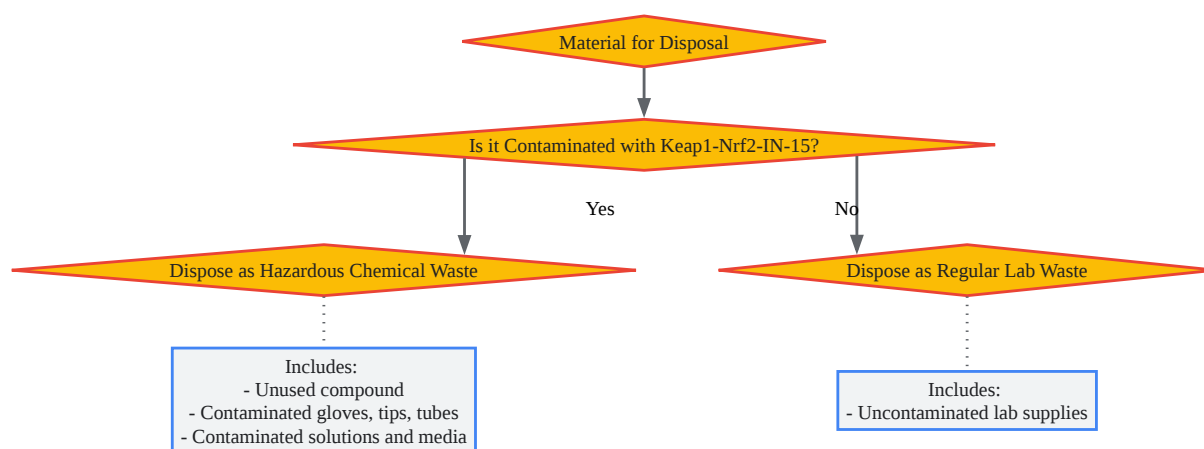 Material for Disposal
Is it Contaminated with Keap1-Nrf2-IN-15?
Yes
No
Dispose as Hazardous Chemical Waste
Dispose as Regular Lab Waste
Includes:
- Unused compound
- Contaminated gloves, tips, tubes
- Contaminated solutions and media
Includes:
- Uncontaminated lab supplies